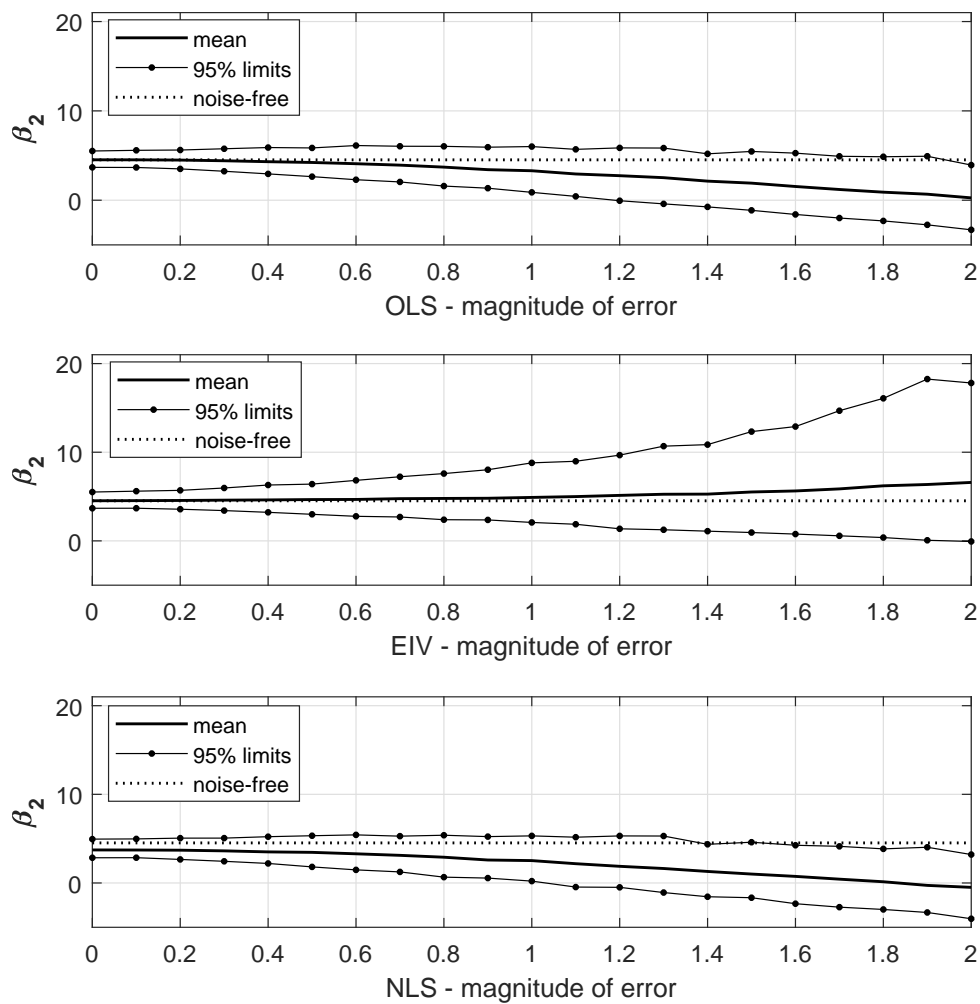 20
10
0
β2
mean
95% limits
noise-free
0 0.2 0.4 0.6 0.8 1 1.2 1.4 1.6 1.8 2
OLS - magnitude of error
20
10
0
β2
mean
95% limits
noise-free
0 0.2 0.4 0.6 0.8 1 1.2 1.4 1.6 1.8 2
EIV - magnitude of error
20
10
0
β2
mean
95% limits
noise-free
0 0.2 0.4 0.6 0.8 1 1.2 1.4 1.6 1.8 2
NLS - magnitude of error